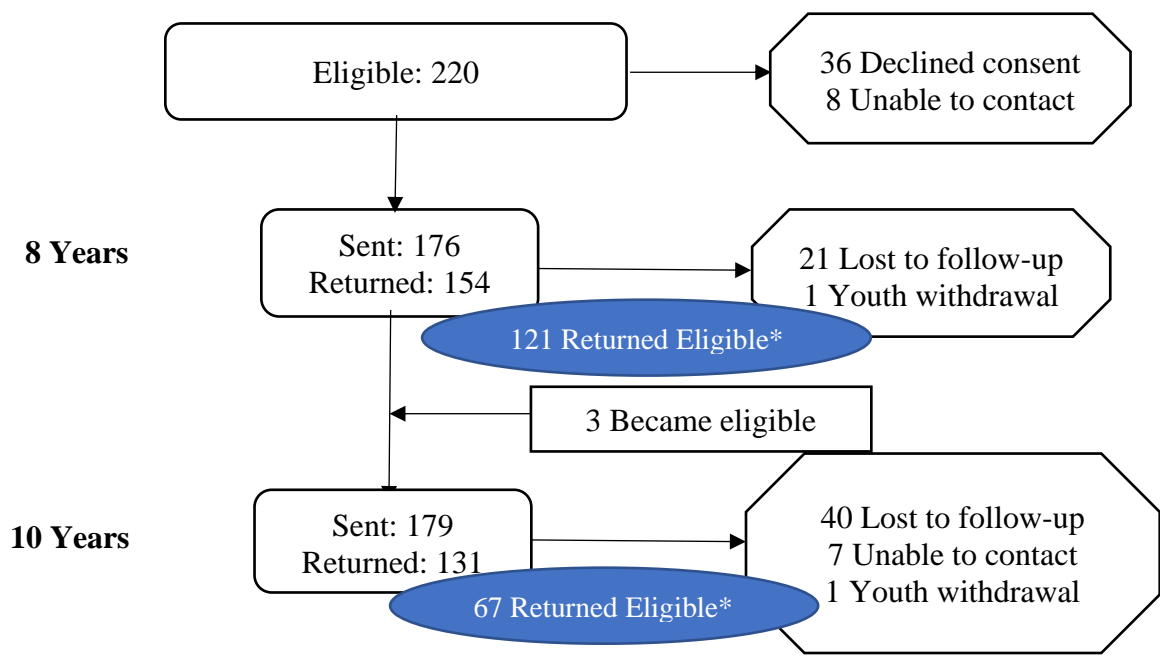 Eligible: 220
36 Declined consent
8 Unable to contact
8 Years
Sent: 176
Returned: 154
21 Lost to follow-up
1 Youth withdrawal
121 Returned Eligible*
3 Became eligible
10 Years
Sent: 179
Returned: 131
40 Lost to follow-up
7 Unable to contact
1 Youth withdrawal
67 Returned Eligible*